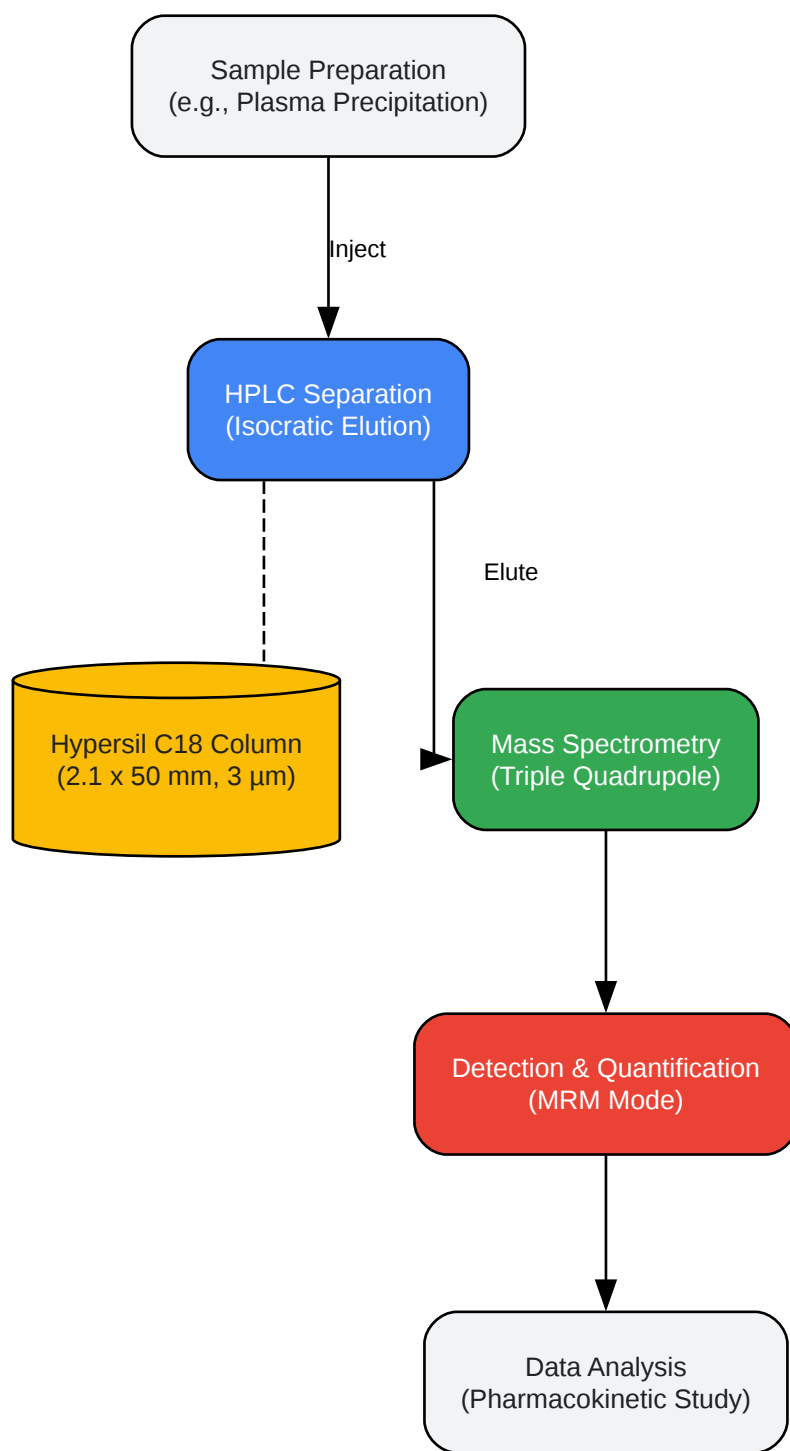 Sample Preparation
(e.g., Plasma Precipitation)
Inject
HPLC Separation
(Isocratic Elution)
Elute
Hypersil C18 Column
(2.1 x 50 mm, 3 µm)
Mass Spectrometry
(Triple Quadrupole)
Detection & Quantification
(MRM Mode)
Data Analysis
(Pharmacokinetic Study)